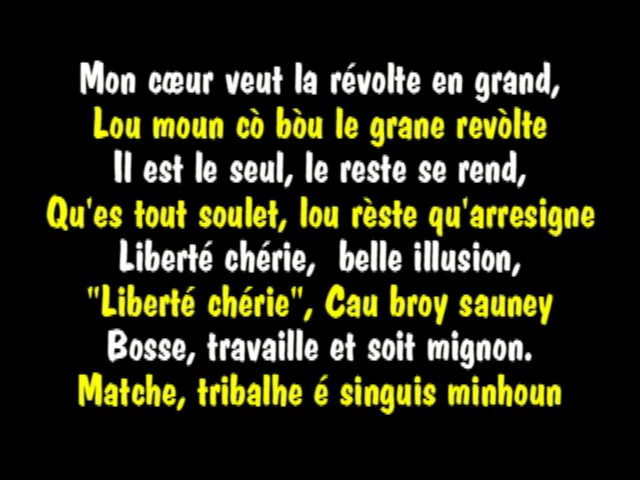 Mon cœur veut la révolte en grand,
Lou moun cò bòu le grane revòlte
Il est le seul, le reste se rend,
Qu'es tout soulet, lou rèste qu'arresigne
Liberté chérie,  belle illusion,
"Liberté chérie", Cau broy sauney
Bosse, travaille et soit mignon.
Matche, tribalhe é singuis minhoun